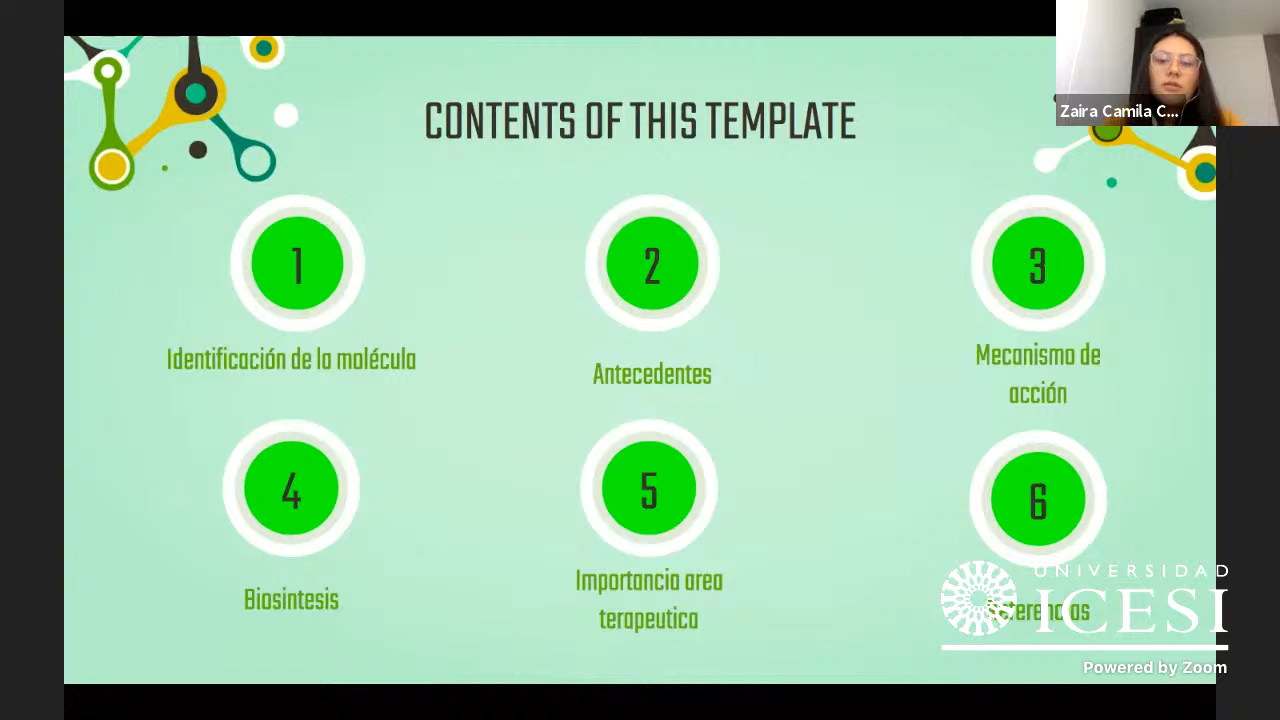 Zaira Camila C...
CONTENTS OF THIS TEMPLATE
1
2
3
Identificación de la molécula
Antecedentes
Mecanismo de
acción
4
5
6
Biosintesis
Importancia area
terapeutica
UNIVERSIDAD
ICESI
Powered by Zoom